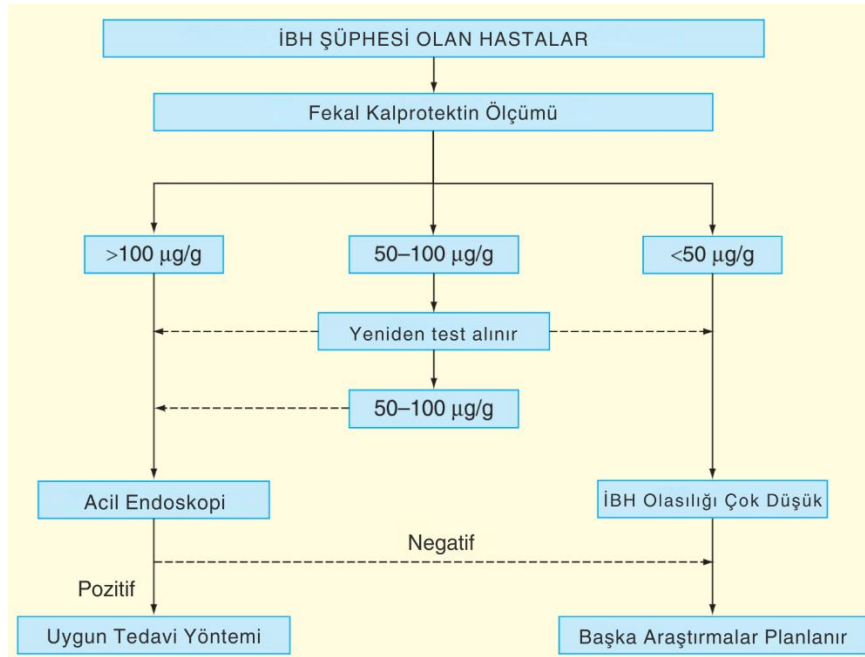 İBH ŞÜPHESİ OLAN HASTALAR
Fekal Kalprotektin Ölçümü
>100 µg/g
50–100 µg/g
<50 µg/g
Yeniden test alınır
50–100 µg/g
Acil Endoskopi
İBH Olasılığı Çok Düşük
Negatif
Pozitif
Uygun Tedavi Yöntemi
Başka Araştırmalar Planlanır